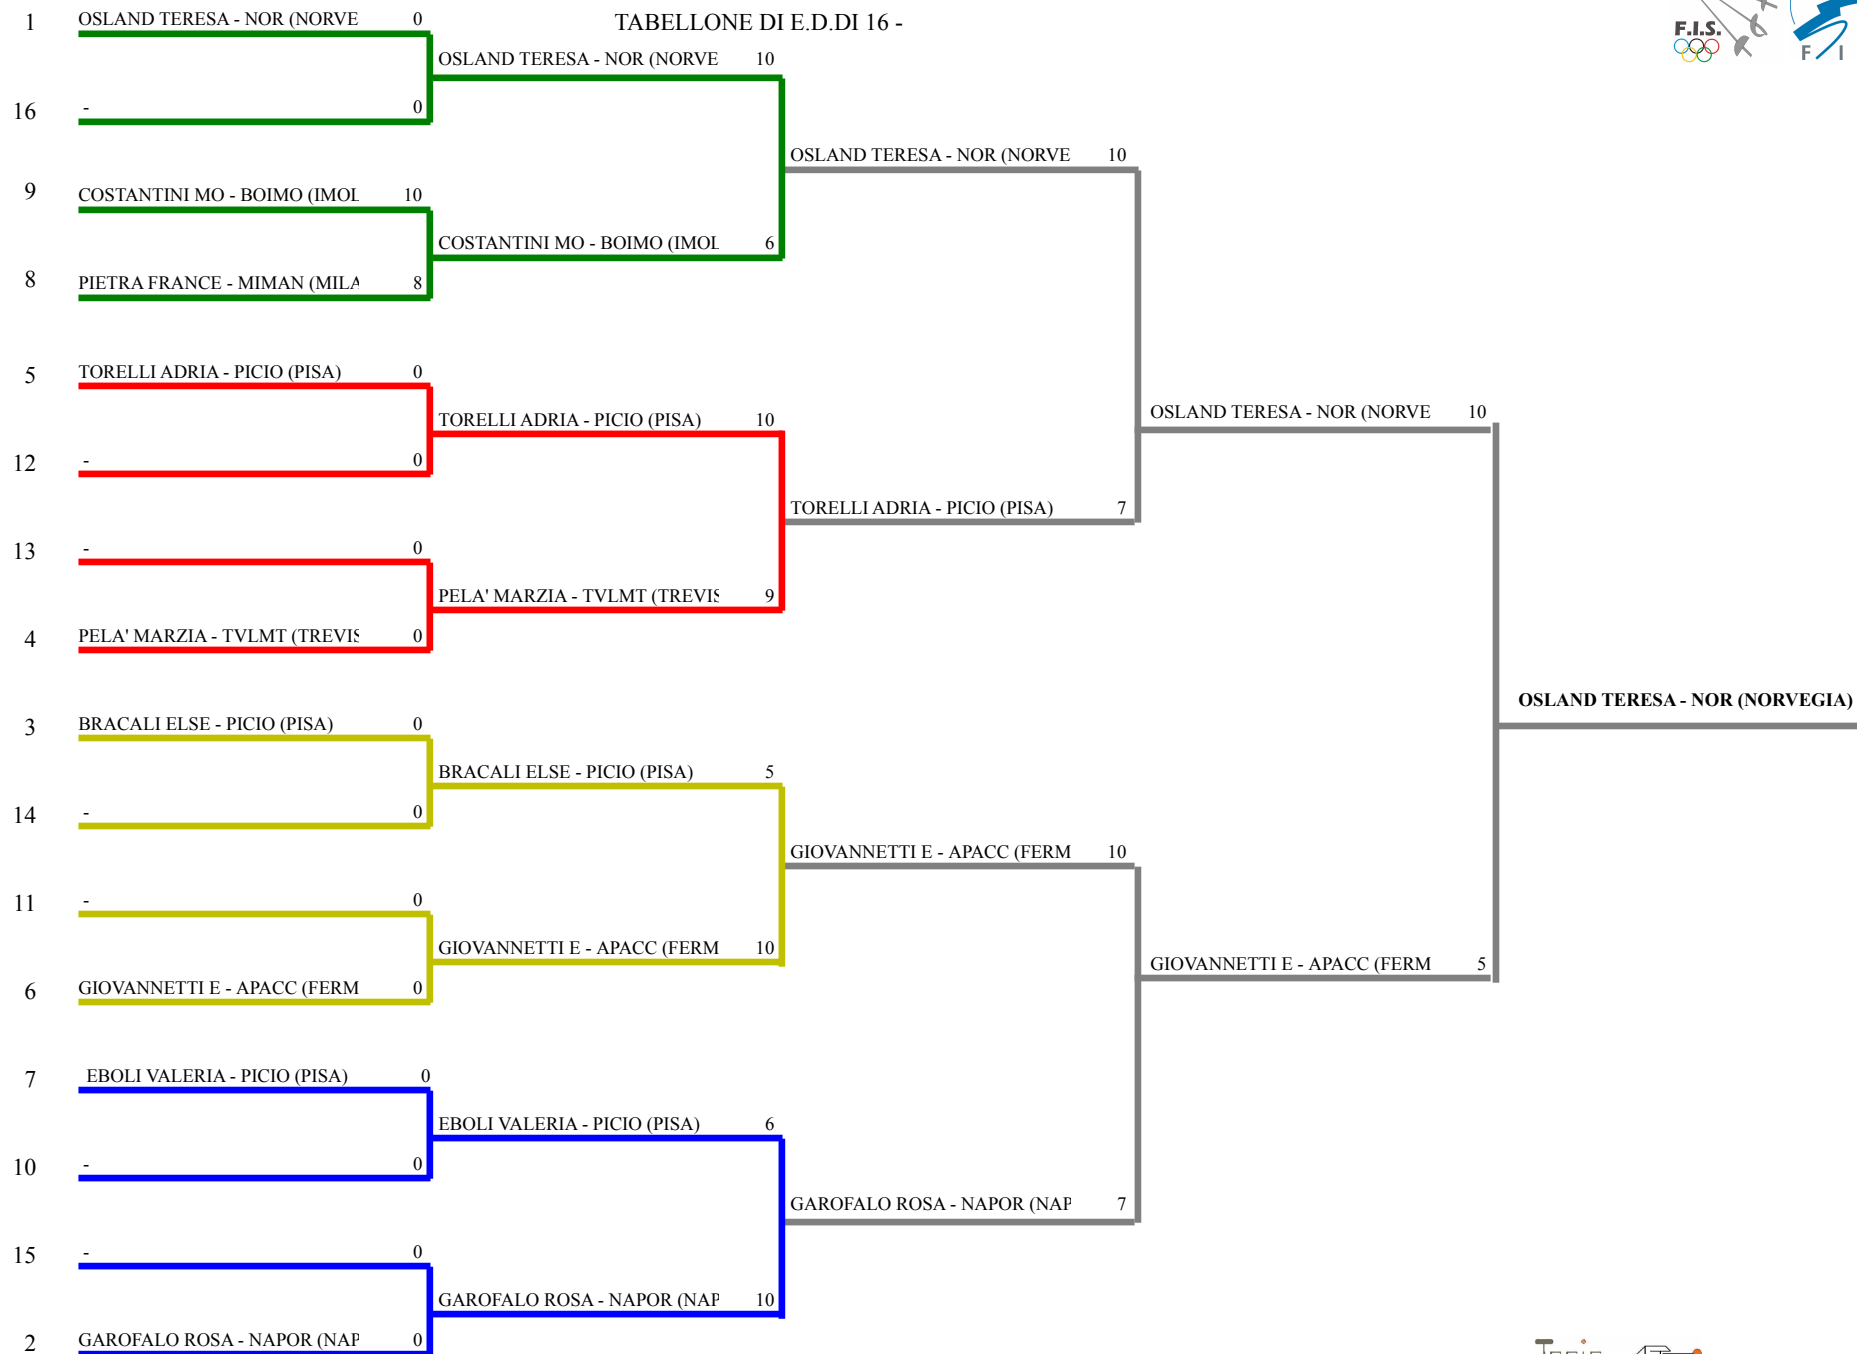 TABELLONE DI E.D.DI 16 -
F.I.S.
F I
1 OSLAND TERESA - NOR (NORVE 0
OSLAND TERESA - NOR (NORVE 10
16 - 0
OSLAND TERESA - NOR (NORVE 10
9 COSTANTINI MO - BOIMO (IMOL 10
COSTANTINI MO - BOIMO (IMOL 6
8 PIETRA FRANCE - MIMAN (MILA 8
5 TORELLI ADRIA - PICIO (PISA) 0
OSLAND TERESA - NOR (NORVE 10
TORELLI ADRIA - PICIO (PISA) 10
12 - 0
TORELLI ADRIA - PICIO (PISA) 7
13 - 0
PELA' MARZIA - TVLMT (TREVIS 9
4 PELA' MARZIA - TVLMT (TREVIS 0
OSLAND TERESA - NOR (NORVEGIA)
3 BRACALI ELSE - PICIO (PISA) 0
BRACALI ELSE - PICIO (PISA) 5
14 - 0
GIOVANNETTI E - APACC (FERM 10
11 - 0
GIOVANNETTI E - APACC (FERM 10
GIOVANNETTI E - APACC (FERM 5
6 GIOVANNETTI E - APACC (FERM 0
7 EBOLI VALERIA - PICIO (PISA) 0
EBOLI VALERIA - PICIO (PISA) 6
10 - 0
GAROFALO ROSA - NAPOR (NAP 7
15 - 0
GAROFALO ROSA - NAPOR (NAP 10
2 GAROFALO ROSA - NAPOR (NAP 0